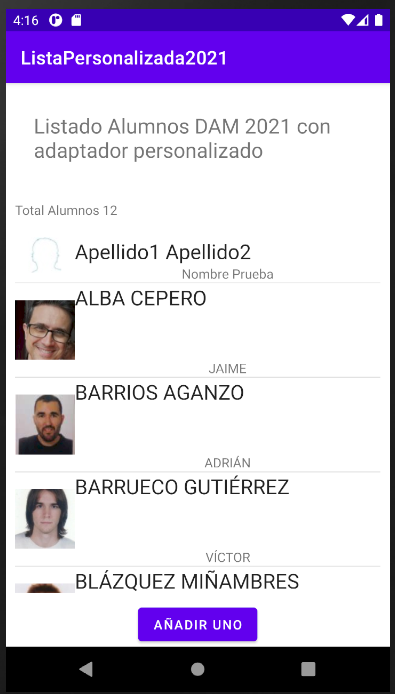 4:16
ListaPersonalizada2021
Listado Alumnos DAM 2021 con
adaptador personalizado
Total Alumnos 12
Apellido1 Apellido2
Nombre Prueba
ALBA CEPERO
JAIME
BARRIOS AGANZO
ADRIÁN
BARRUECO GUTIÉRREZ
VÍCTOR
BLÁZQUEZ MIÑAMBRES
AÑADIR UNO